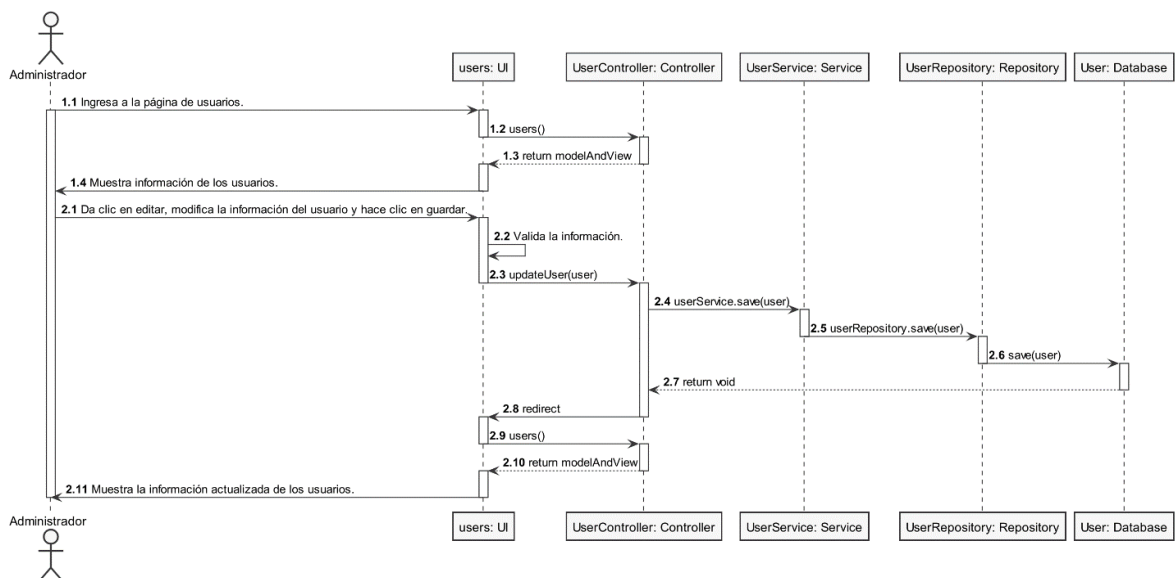 Administrador
users: UI
UserController: Controller
UserService: Service
UserRepository: Repository
User: Database
1.1 Ingresa a la página de usuarios.
1.2 users()
1.3 return modelAndView
1.4 Muestra información de los usuarios.
2.1 Da clic en editar, modifica la información del usuario y hace clic en guardar.
2.2 Valida la información.
2.3 updateUser(user)
2.4 userService.save(user)
2.5 userRepository.save(user)
2.6 save(user)
2.7 return void
2.8 redirect
2.9 users()
2.10 return modelAndView
2.11 Muestra la información actualizada de los usuarios.
Administrador
users: UI
UserController: Controller
UserService: Service
UserRepository: Repository
User: Database